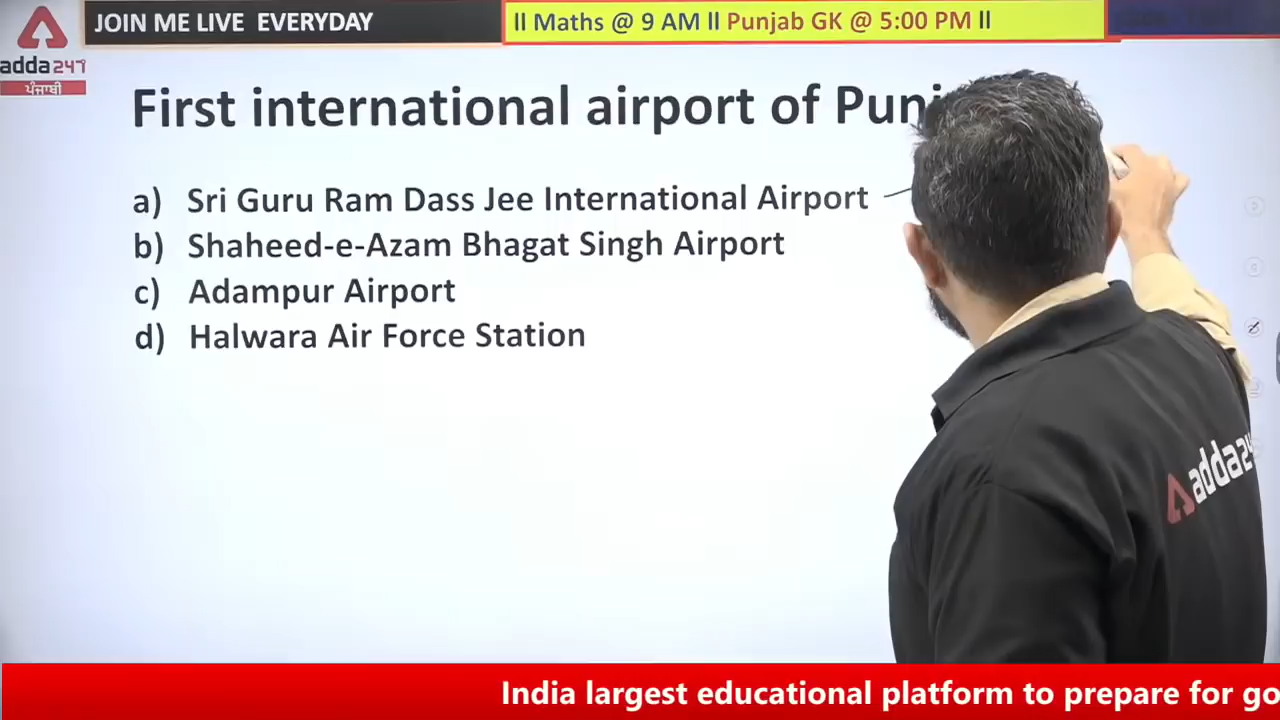 JOIN ME LIVE EVERYDAY
ll Maths @ 9 AM ll Punjab GK @ 5:00 PM ll
adda247
ਪੰਜਾਬੀ
First international airport of
a) Sri Guru Ram Dass Jee International Airport
b) Shaheed-e-Azam Bhagat Singh Airport
c) Adampur Airport
d) Halwara Air Force Station
adda24
India largest educational platform to prepare for go